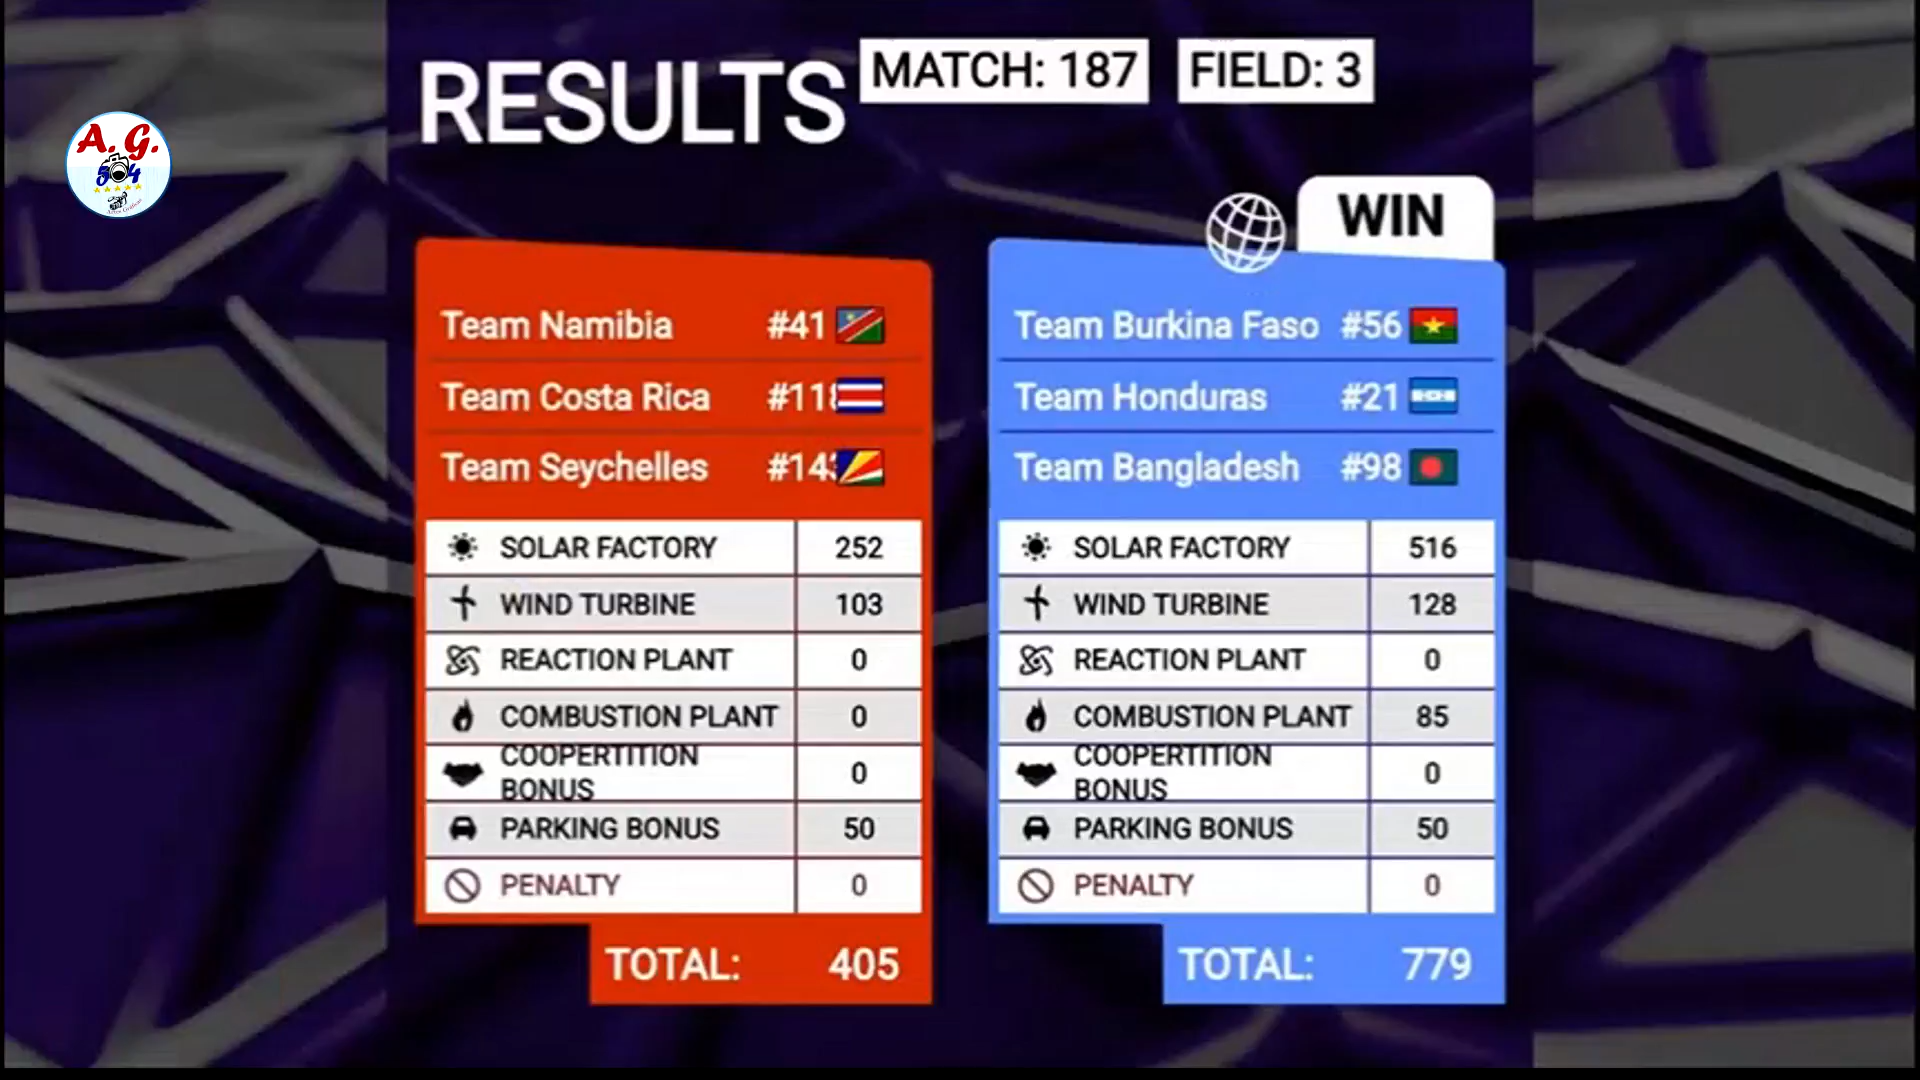 RESULTS
MATCH: 187
FIELD: 3
A. G.
504
WIN
Team Namibia #41
Team Costa Rica
Team Seychelles
SOLAR FACTORY 252
WIND TURBINE 103
REACTION PLANT 0
COMBUSTION PLANT 0
COOPERTITION
BONUS 0
PARKING BONUS 50
PENALTY 0
TOTAL: 405
Team Burkina Faso #56
Team Honduras #21
Team Bangladesh #98
SOLAR FACTORY 516
WIND TURBINE 128
REACTION PLANT 0
COMBUSTION PLANT 85
COOPERTITION
BONUS 0
PARKING BONUS 50
PENALTY 0
TOTAL: 779